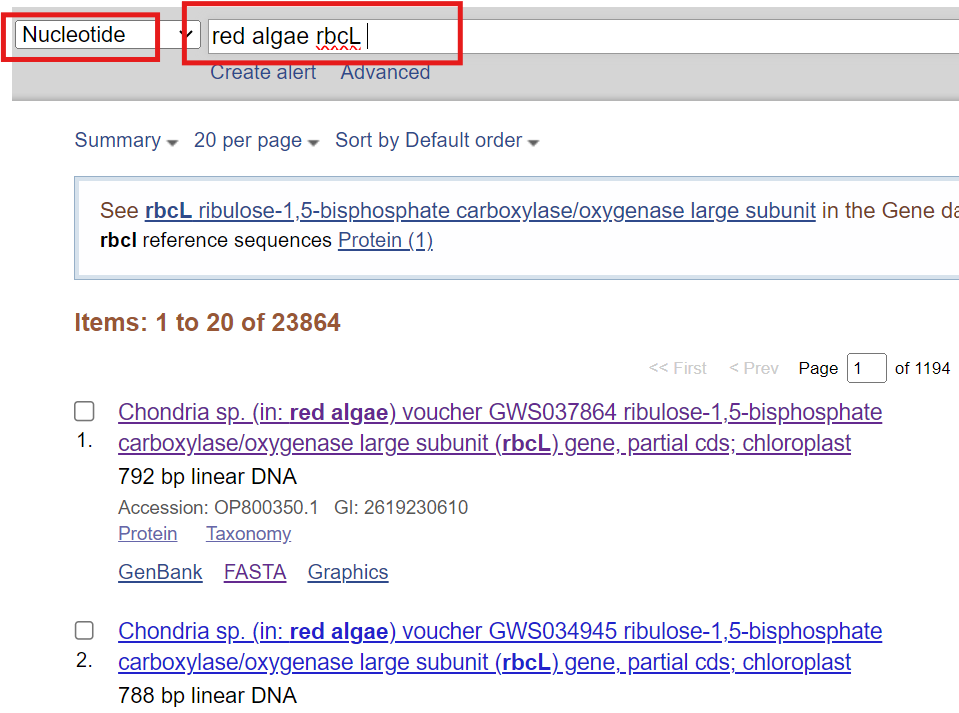 Nucleotide
red algae rbcL
Create alert Advanced
Summary 20 per page Sort by Default order
See rbcL ribulose-1,5-bisphosphate carboxylase/oxygenase large subunit in the Gene da
rbcl reference sequences Protein (1)
Items: 1 to 20 of 23864
<< First < Prev Page 1 of 1194
Chondria sp. (in: red algae) voucher GWS037864 ribulose-1,5-bisphosphate
1. carboxylase/oxygenase large subunit (rbcL) gene, partial cds; chloroplast
792 bp linear DNA
Accession: OP800350.1 GI: 2619230610
Protein Taxonomy
GenBank FASTA Graphics
Chondria sp. (in: red algae) voucher GWS034945 ribulose-1,5-bisphosphate
2. carboxylase/oxygenase large subunit (rbcL) gene, partial cds; chloroplast
788 bp linear DNA